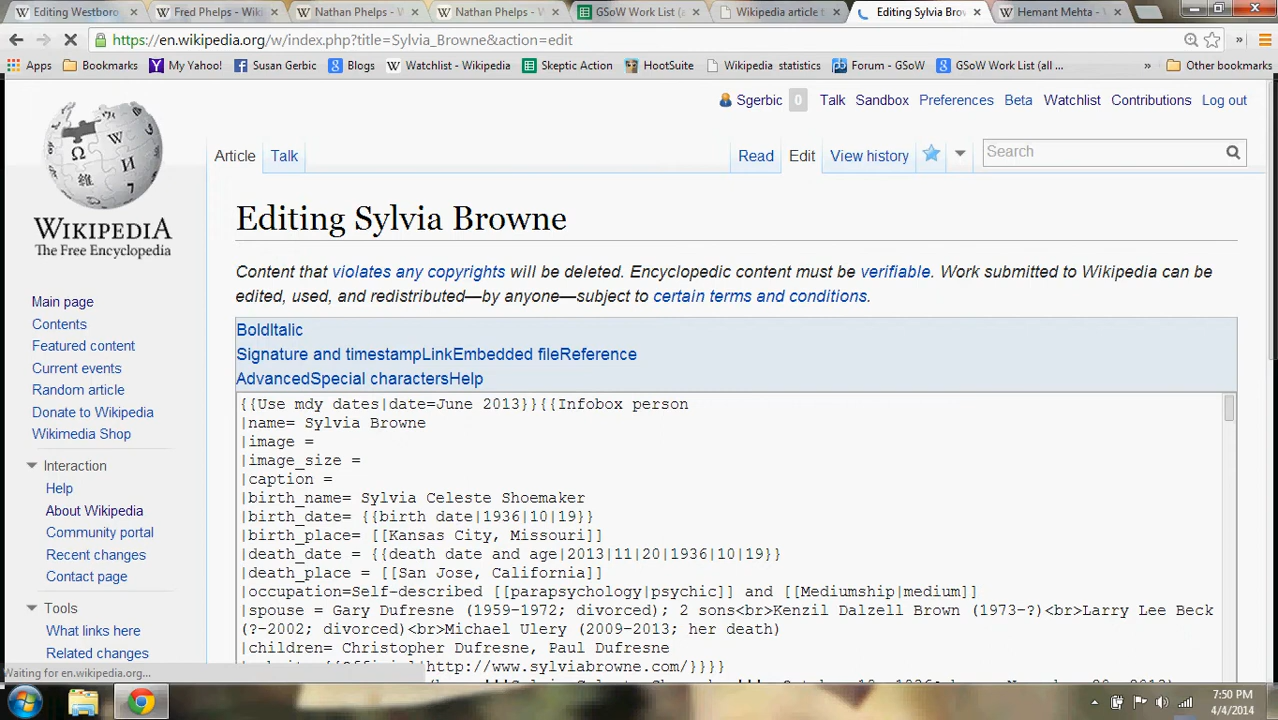 Editing Westboro
Fred Phelps - Wiki
Nathan Phelps - W
Nathan Phelps - W
GSoW Work List (
Wikipedia article t
Editing Sylvia Brow
Hemant Mehta -
https://en.wikipedia.org/w/index.php?title=Sylvia_Browne&action=edit
Apps Bookmarks My Yahoo! Susan Gerbic Blogs Watchlist - Wikipedia Skeptic Action HootSuite Wikipedia statistics Forum - GSoW GSoW Work List (all ... » Other bookmarks
Sgerbic 0 Talk Sandbox Preferences Beta Watchlist Contributions Log out
Article Talk Read Edit View history Search
WIKIPEDIA
The Free Encyclopedia
Main page
Contents
Featured content
Current events
Random article
Donate to Wikipedia
Wikimedia Shop
Interaction
Help
About Wikipedia
Community portal
Recent changes
Contact page
Tools
What links here
Related changes
Editing Sylvia Browne
Content that violates any copyrights will be deleted. Encyclopedic content must be verifiable. Work submitted to Wikipedia can be
edited, used, and redistributed—by anyone—subject to certain terms and conditions.
BoldItalic
Signature and timestampLinkEmbedded fileReference
AdvancedSpecial charactersHelp
{{Use mdy dates|date=June 2013}}{{Infobox person
|name= Sylvia Browne
|image =
|image_size =
|caption =
|birth_name= Sylvia Celeste Shoemaker
|birth_date= {{birth date|1936|10|19}}
|birth_place= [[Kansas City, Missouri]]
|death_date = {{death date and age|2013|11|20|1936|10|19}}
|death_place = [[San Jose, California]]
|occupation=Self-described [[parapsychology|psychic]] and [[Mediumship|medium]]
|spouse = Gary Dufresne (1959-1972; divorced); 2 sons<br>Kenzil Dalzell Brown (1973-?)<br>Larry Lee Beck
(?-2002; divorced)<br>Michael Ulery (2009-2013; her death)
|children= Christopher Dufresne, Paul Dufresne
http://www.sylviabrowne.com/}}}}
Waiting for en.wikipedia.org...
7:50 PM
4/4/2014